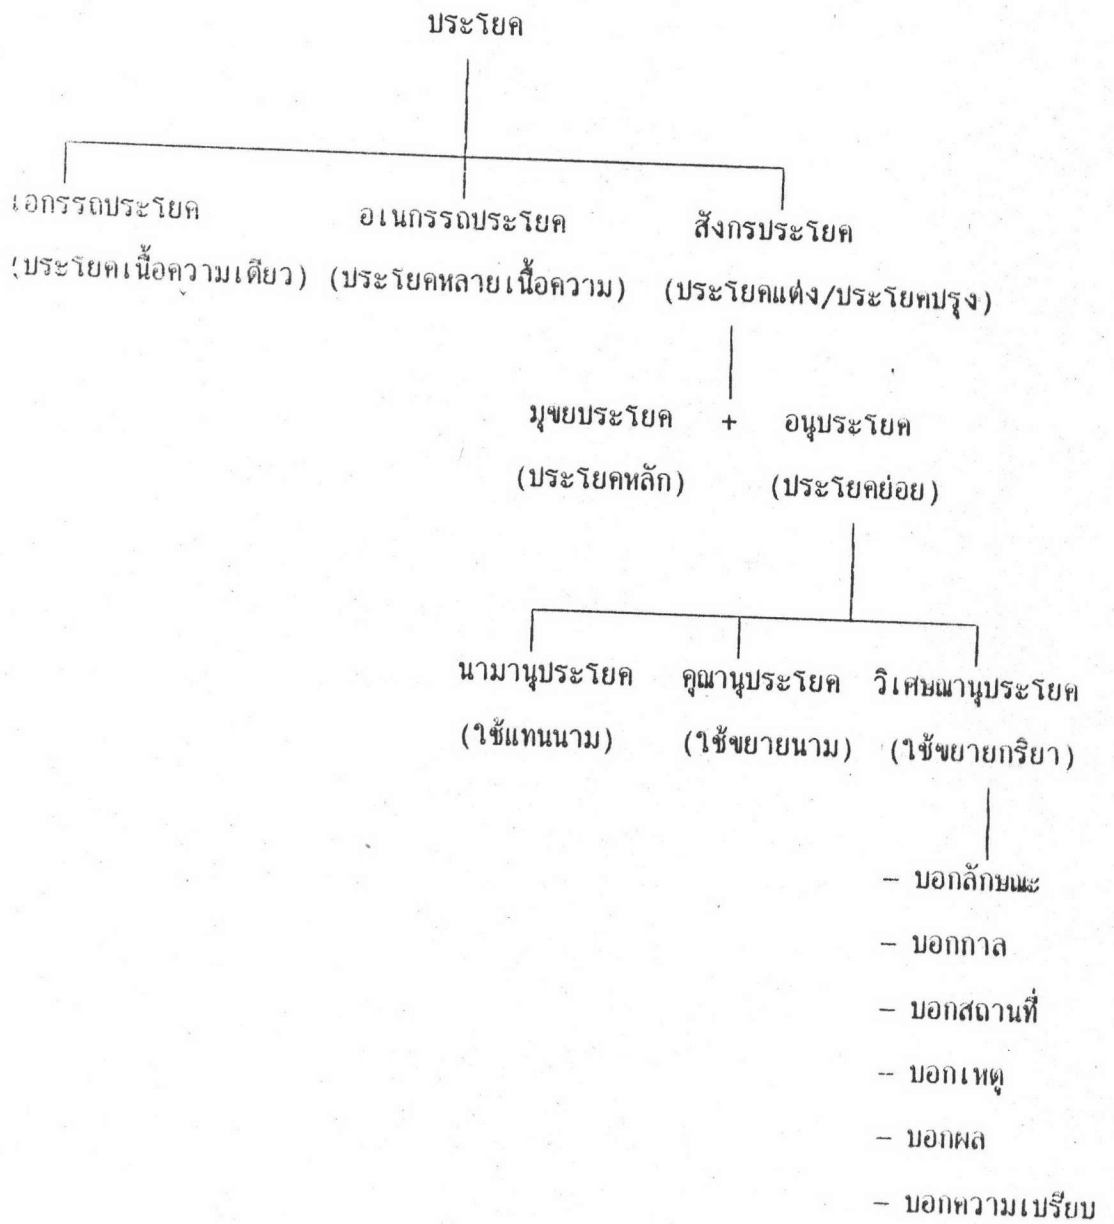 ประโยค
เอกรรถประโยค อเนกรรถประโยค สังกรประโยค
(ประโยคเนื้อความเดียว) (ประโยคหลายเนื้อความ) (ประโยคแต่ง/ประโยคปรุง)
มุขยประโยค + อนุประโยค
(ประโยคหลัก) (ประโยคย่อย)
นามานุประโยค คุณานุประโยค วิเศษณานุประโยค
(ใช้แทนนาม) (ใช้ขยายนาม) (ใช้ขยายกริยา)
- บอกลักษณะ
- บอกกาล
- บอกสถานที่
- บอกเหตุ
- บอกผล
- บอกความเปรียบ